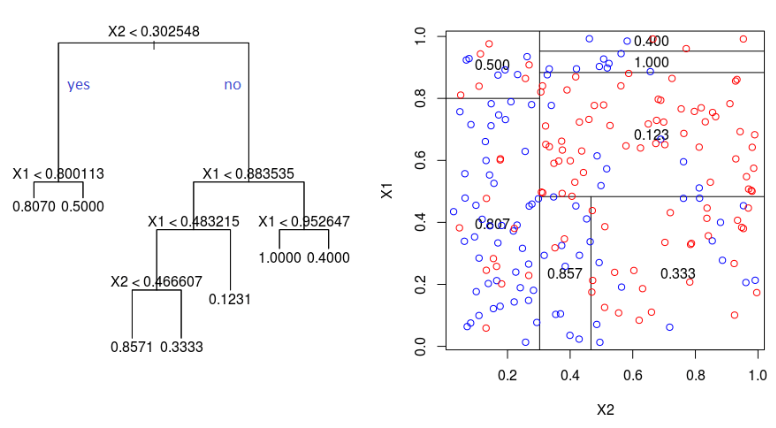 X2 < 0.302548
yes
no
X1 < 0.800113
X1 < 0.883535
0.8070 0.5000
X1 < 0.483215
X1 < 0.952647
1.0000 0.4000
X2 < 0.466607
0.1231
0.8571 0.3333
X1
1.0
0.8
0.6
0.4
0.2
0.0
0.400
1.000
0.500
0.123
0.807
0.857
0.333
0.2
0.4
0.6
0.8
1.0
X2